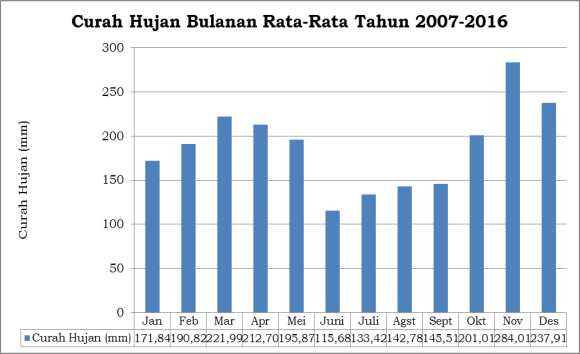 Curah Hujan Bulanan Rata-Rata Tahun 2007-2016
Curah Hujan (mm)
300
250
200
150
100
50
0
Jan Feb Mar Apr Mei Juni Juli Agst Sept Okt Nov Des
Curah Hujan (mm) 171,84 190,82 221,99 212,70 195,87 115,68 133,42 142,78 145,51 201,01 284,01 237,91